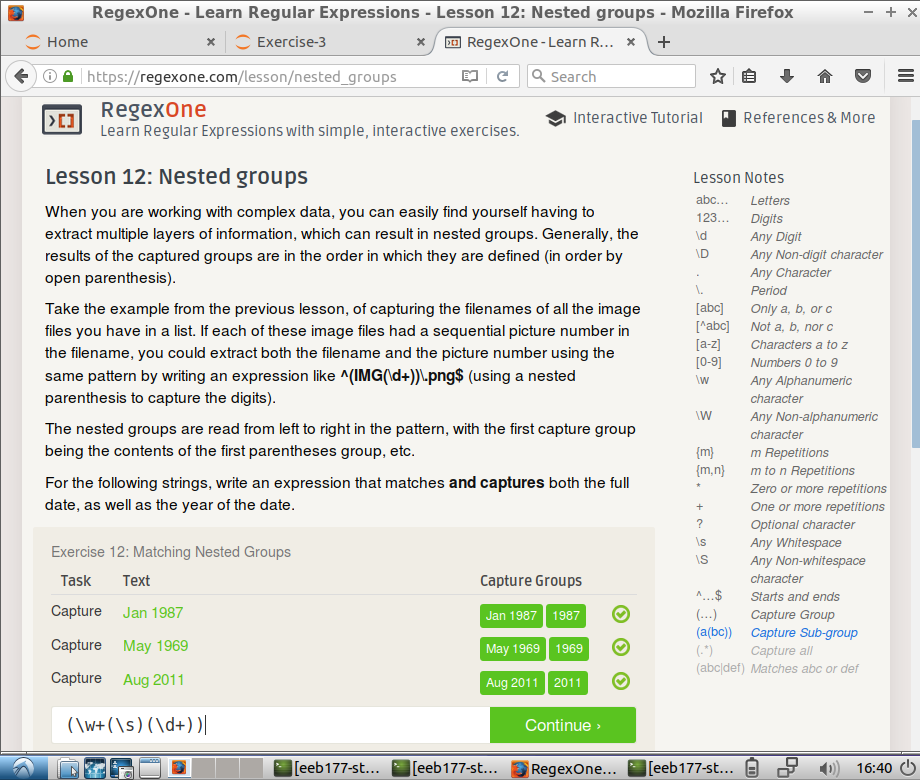 RegexOne - Learn Regular Expressions - Lesson 12: Nested groups - Mozilla Firefox
Home × Exercise-3 × RegexOne - Learn R... × +
https://regexone.com/lesson/nested_groups Search
RegexOne
Learn Regular Expressions with simple, interactive exercises.
Interactive Tutorial References & More
Lesson 12: Nested groups
When you are working with complex data, you can easily find yourself having to
extract multiple layers of information, which can result in nested groups. Generally, the
results of the captured groups are in the order in which they are defined (in order by
open parenthesis).
Take the example from the previous lesson, of capturing the filenames of all the image
files you have in a list. If each of these image files had a sequential picture number in
the filename, you could extract both the filename and the picture number using the
same pattern by writing an expression like ^(IMG(\d+))\.png$ (using a nested
parenthesis to capture the digits).
The nested groups are read from left to right in the pattern, with the first capture group
being the contents of the first parentheses group, etc.
For the following strings, write an expression that matches and captures both the full
date, as well as the year of the date.
Exercise 12: Matching Nested Groups
Task Text Capture Groups
Capture Jan 1987 Jan 1987 1987
Capture May 1969 May 1969 1969
Capture Aug 2011 Aug 2011 2011
(\w+(\s)(\d+)) Continue ›
Lesson Notes
abc… Letters
123… Digits
\d Any Digit
\D Any Non-digit character
. Any Character
\. Period
[abc] Only a, b, or c
[^abc] Not a, b, nor c
[a-z] Characters a to z
[0-9] Numbers 0 to 9
\w Any Alphanumeric
character
\W Any Non-alphanumeric
character
{m} m Repetitions
{m,n} m to n Repetitions
* Zero or more repetitions
+ One or more repetitions
? Optional character
\s Any Whitespace
\S Any Non-whitespace
character
^…$ Starts and ends
(…) Capture Group
(a(bc)) Capture Sub-group
(.*) Capture all
(abc|def) Matches abc or def
[eeb177-st... [eeb177-st... RegexOne... [eeb177-st... 16:40